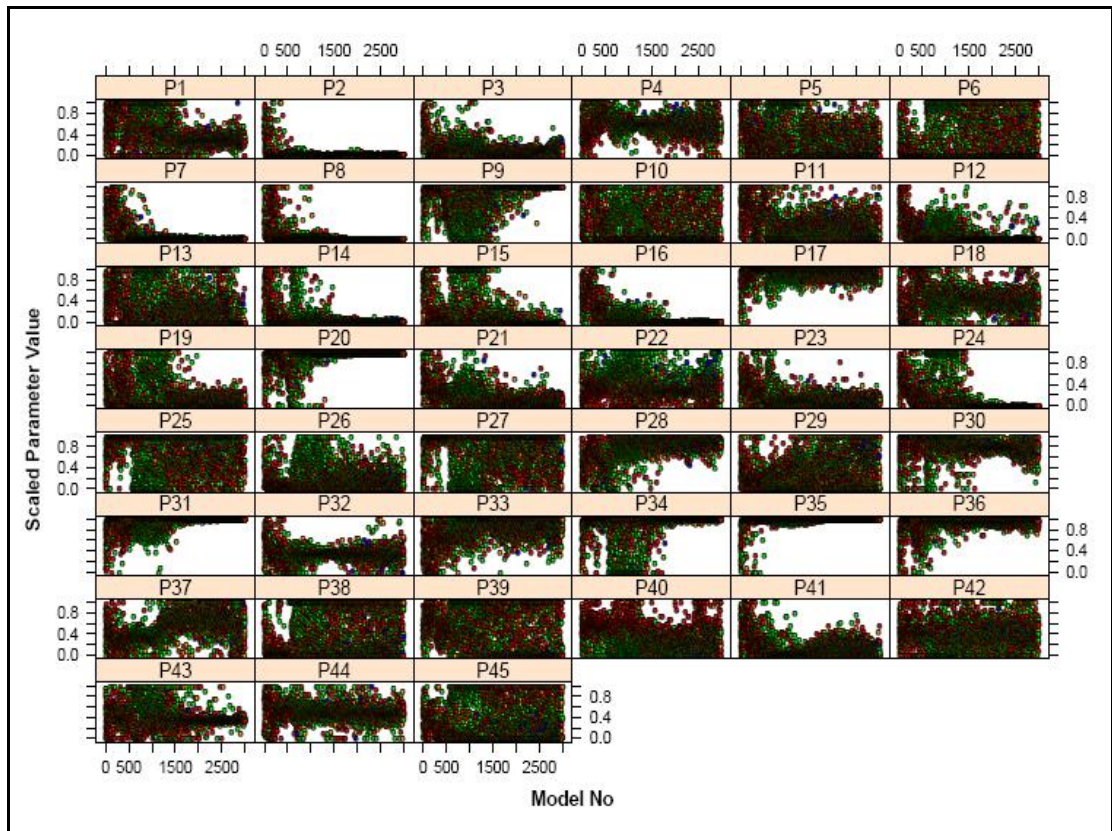 0 500 1500 2500 0 500 1500 2500 0 500 1500 2500
P1 P2 P3 P4 P5 P6
0.8
0.4
0.0
P7 P8 P9 P10 P11 P12
0.8
0.4
0.0
P13 P14 P15 P16 P17 P18
0.8
0.4
0.0
P19 P20 P21 P22 P23 P24
0.8
0.4
0.0
P25 P26 P27 P28 P29 P30
0.8
0.4
0.0
P31 P32 P33 P34 P35 P36
0.8
0.4
0.0
P37 P38 P39 P40 P41 P42
0.8
0.4
0.0
P43 P44 P45
0.8
0.4
0.0
0 500 1500 2500 0 500 1500 2500
Scaled Parameter Value
Model No